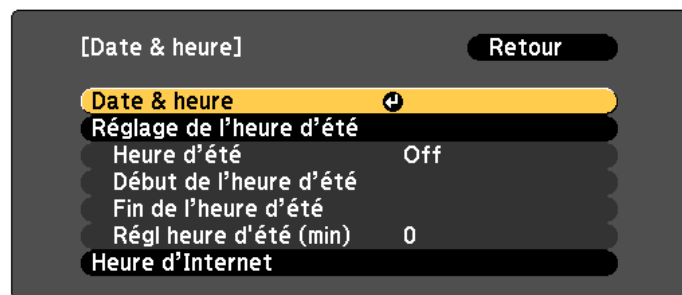 [Date & heure] Retour
Date & heure
Réglage de l’heure d’été
Heure d’été Off
Début de l’heure d’été
Fin de l’heure d’été
Régl heure d'été (min) 0
Heure d’Internet